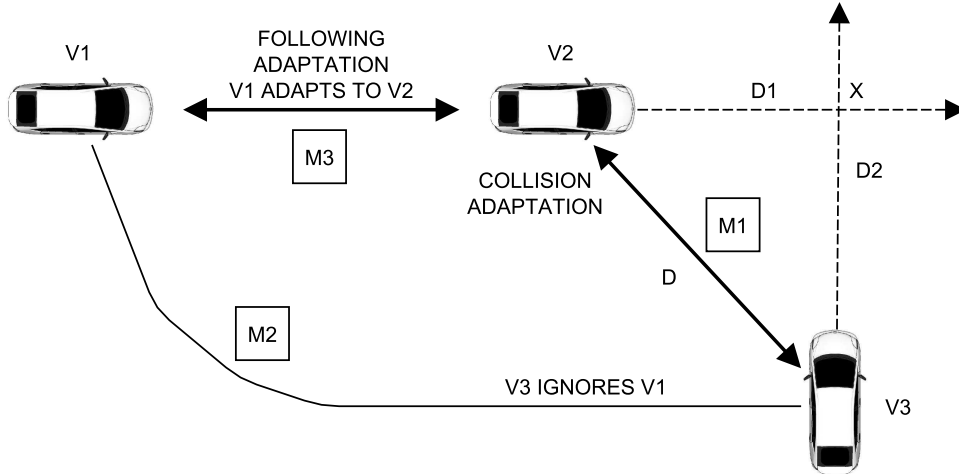 V1
FOLLOWING
ADAPTATION
V1 ADAPTS TO V2
V2
D1
X
M3
COLLISION
ADAPTATION
D2
M1
D
M2
V3 IGNORES V1
V3